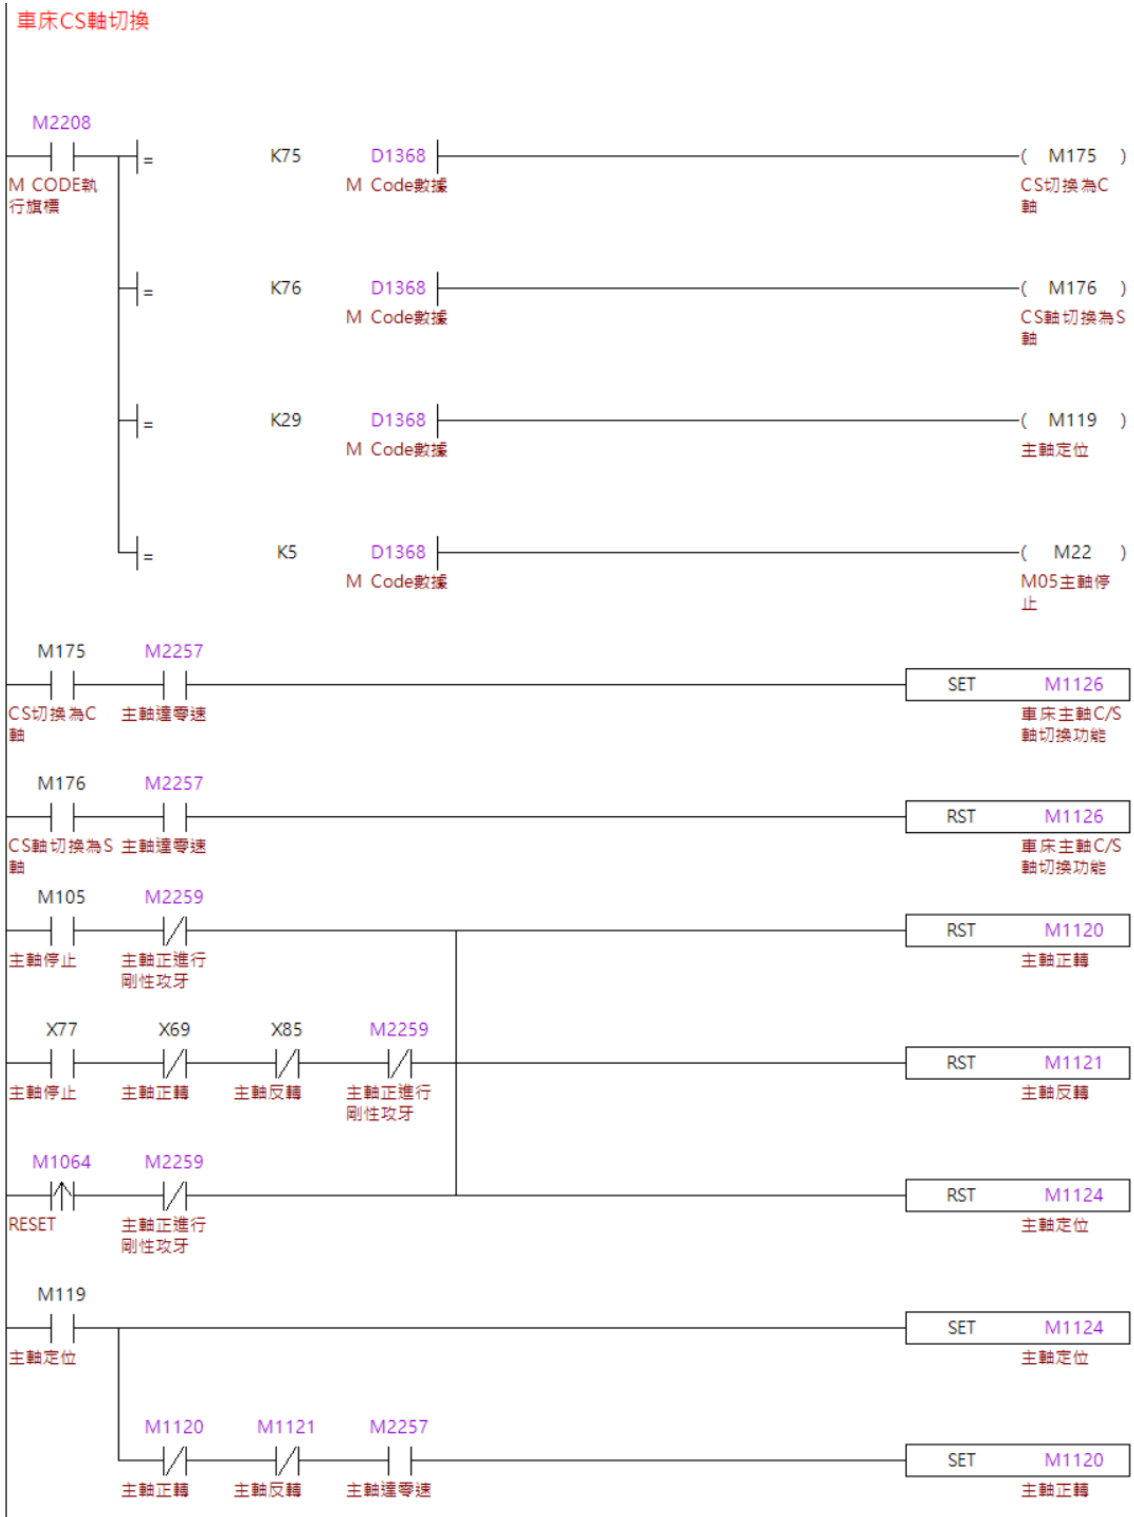 車床CS軸切換
M2208
= K75 D1368 ( M175 )
M CODE執
行旗標
M Code數據
CS切換為C
軸
= K76 D1368 ( M176 )
M Code數據
CS軸切換為S
軸
= K29 D1368 ( M119 )
M Code數據
主軸定位
= K5 D1368 ( M22 )
M Code數據
M05主軸停
止
M175 M2257
SET M1126
CS切換為C
軸
主軸達零速
車床主軸C/S
軸切換功能
M176 M2257
RST M1126
CS軸切換為S
軸
主軸達零速
車床主軸C/S
軸切換功能
M105 M2259
RST M1120
主軸停止
主軸正進行
剛性攻牙
主軸正轉
X77 X69 X85 M2259
RST M1121
主軸停止 主軸正轉 主軸反轉
主軸正進行
剛性攻牙
主軸反轉
M1064 M2259
RST M1124
RESET
主軸正進行
剛性攻牙
主軸定位
M119
SET M1124
主軸定位
主軸定位
M1120 M1121 M2257
SET M1120
主軸正轉 主軸反轉 主軸達零速
主軸正轉